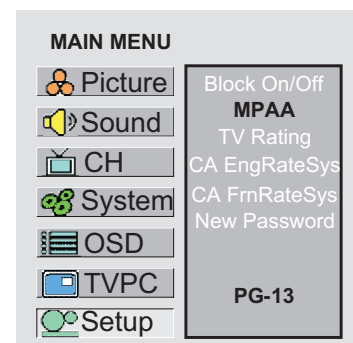 MAIN MENU
Picture
Sound
CH
System
OSD
TVPC
Setup
Block On/Off
MPAA
TV Rating
CA EngRateSys
CA FrnRateSys
New Password
PG-13